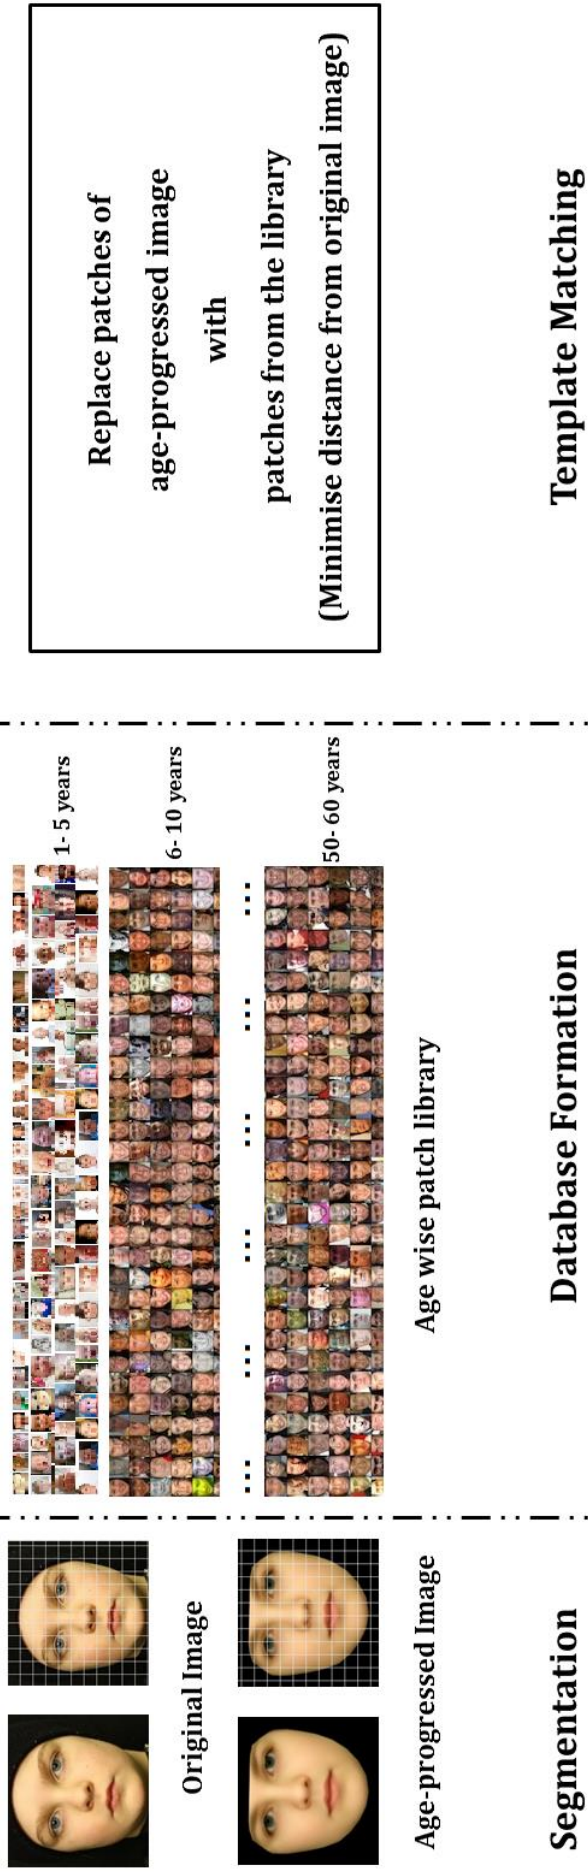 Original Image
Age-progressed Image
Segmentation
1- 5 years
6- 10 years
...
...
...
...
...
...
50- 60 years
Age wise patch library
Database Formation
Replace patches of
age-progressed image
with
patches from the library
(Minimise distance from original image)
Template Matching